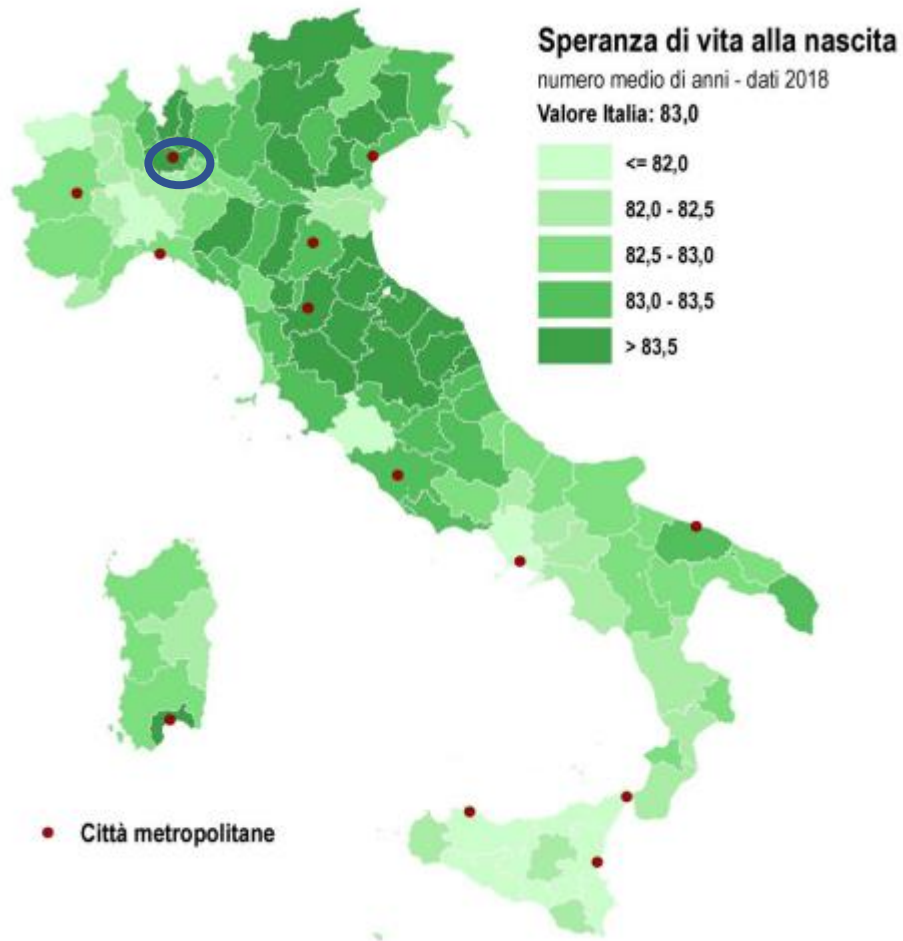 Speranza di vita alla nascita
numero medio di anni - dati 2018
Valore Italia: 83,0
<= 82,0
82,0 - 82,5
82,5 - 83,0
83,0 - 83,5
> 83,5
Città metropolitane